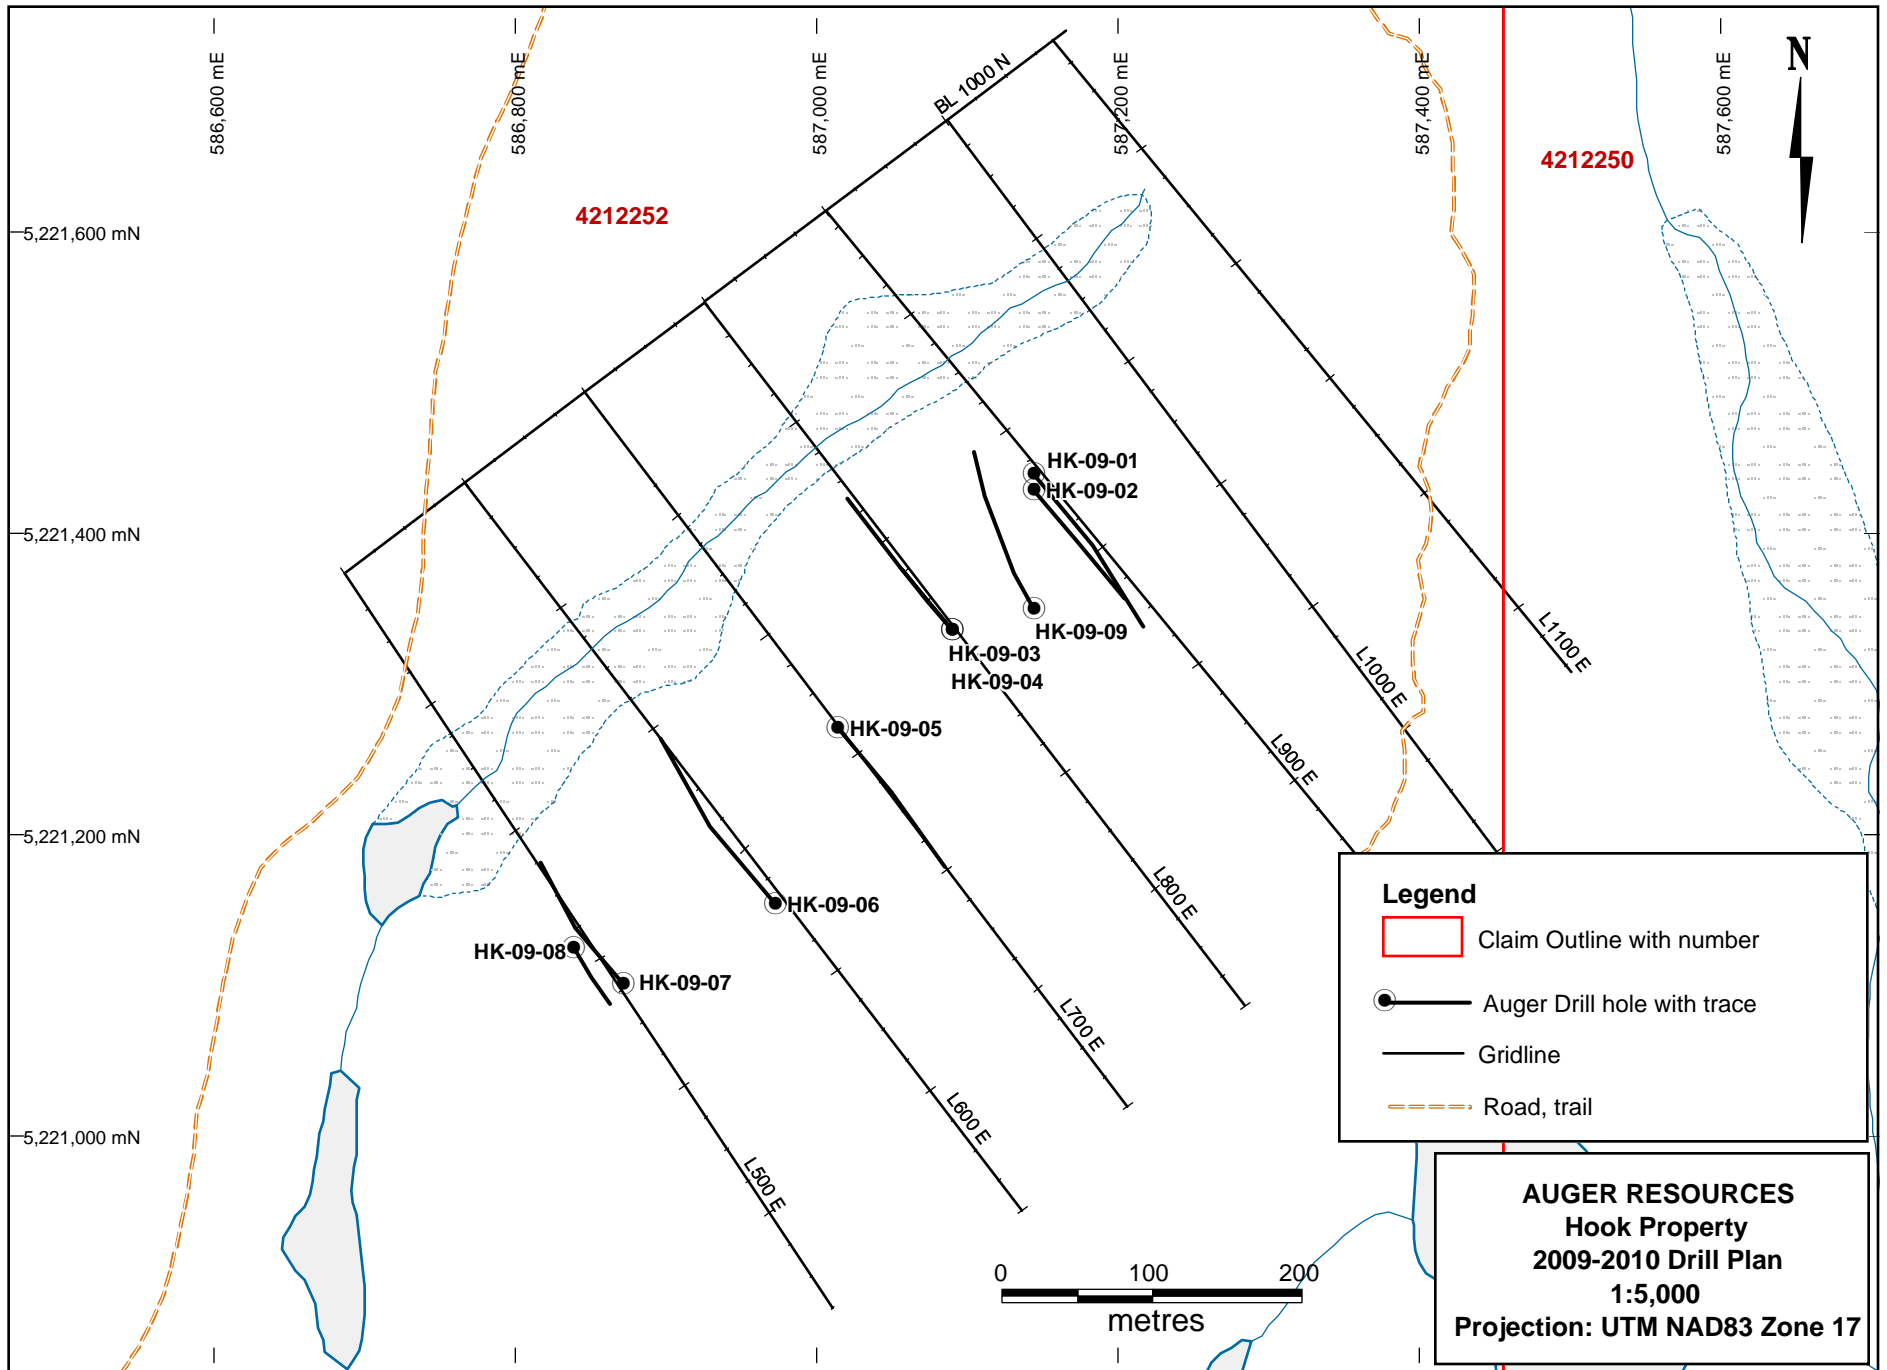 586,600 mE
586,800 mE
587,000 mE
587,200 mE
587,400 mE
587,600 mE
N
BL 1000 N
4212250
4212252
5,221,600 mN
HK-09-01
HK-09-02
5,221,400 mN
HK-09-09
HK-09-03
HK-09-04
L1100 E
L1000 E
HK-09-05
L900 E
5,221,200 mN
L800 E
HK-09-06
HK-09-08
HK-09-07
L700 E
L600 E
5,221,000 mN
L500 E
Legend
Claim Outline with number
Auger Drill hole with trace
Gridline
Road, trail
0 100 200
metres
AUGER RESOURCES
Hook Property
2009-2010 Drill Plan
1:5,000
Projection: UTM NAD83 Zone 17